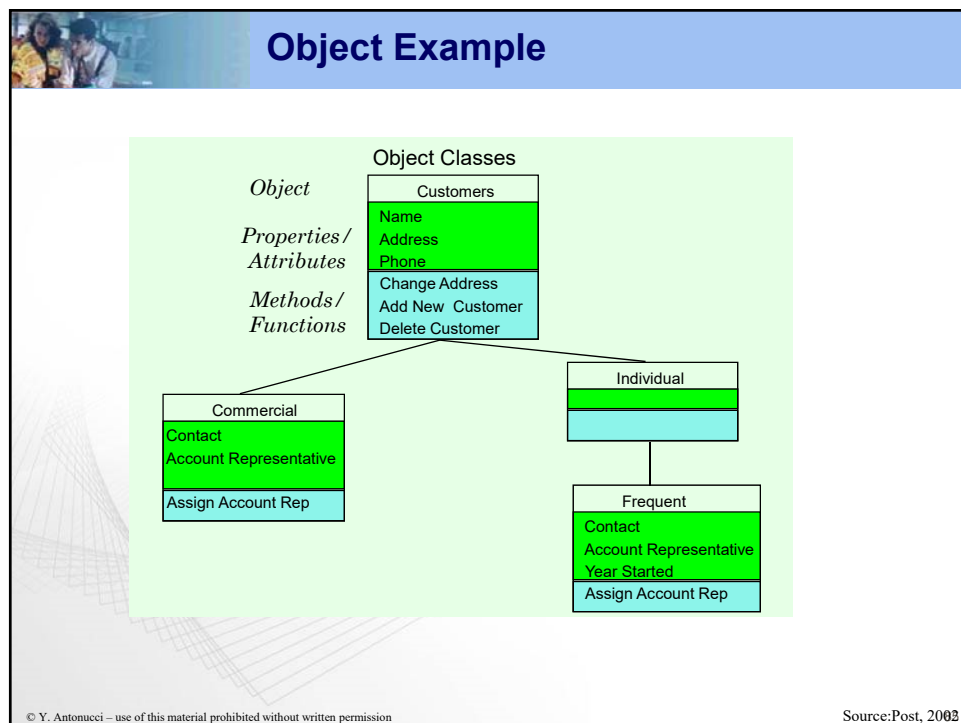 Object Example
Object Classes
Object
Customers
Properties/
Attributes
Name
Address
Phone
Methods/
Functions
Change Address
Add New Customer
Delete Customer
Commercial
Contact
Account Representative
Assign Account Rep
Individual
Frequent
Contact
Account Representative
Year Started
Assign Account Rep
© Y. Antonucci – use of this material prohibited without written permission
Source:Post,